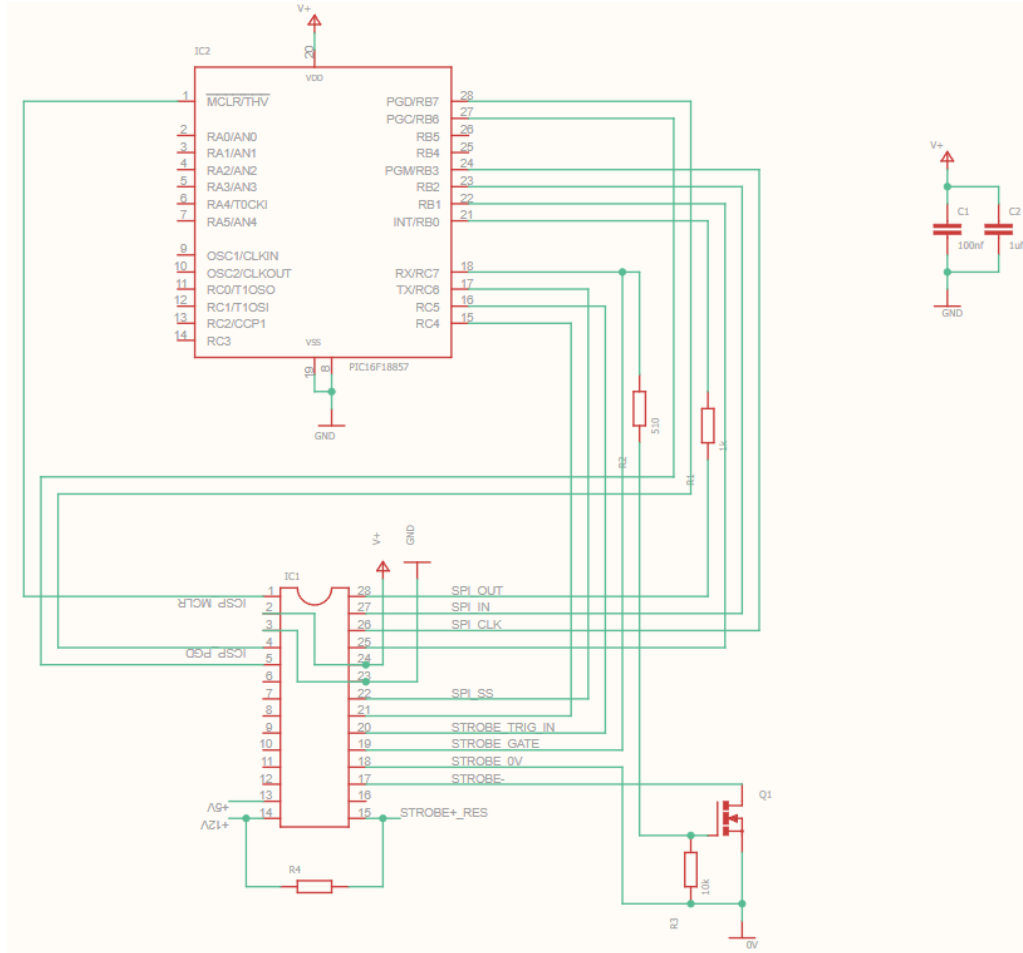 V+
IC2
20
VDD
1 MCLR/THV PGD/RB7 28
PGC/RB6 27
2 RA0/AN0 RB5 26
3 RA1/AN1 RB4 25
4 RA2/AN2 PGM/RB3 24
5 RA3/AN3 RB2 23
6 RA4/T0CKI RB1 22
7 RA5/AN4 INT/RB0 21
9 OSC1/CLKIN
10 OSC2/CLKOUT RX/RC7 18
11 RC0/T1OSO TX/RC6 17
12 RC1/T1OSI RC5 16
13 RC2/CCP1 RC4 15
14 RC3
VSS
19 8 PIC16F18857
GND
V+
C1 C2
100nf 1uf
GND
510 1k
R2 R1
V+ GND
IC1
1 28 SPI_OUT
ICSP_MCLR
2 27 SPI_IN
3 26 SPI_CLK
4 25
ICSP_PGD
5 24
6 23
7 22 SPI_SS
8 21
9 20 STROBE_TRIG_IN
10 19 STROBE_GATE
11 18 STROBE_0V
12 17 STROBE-
13 16
+5V
14 15 STROBE+_RES
+12V
Q1
R4
10k
R3
0V